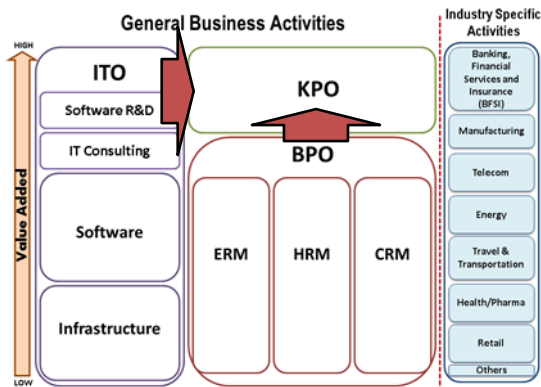 General Business Activities
Industry Specific
Activities
HIGH
Value Added
LOW
ITO
Software R&D
IT Consulting
Software
Infrastructure
KPO
BPO
ERM
HRM
CRM
Banking,
Financial
Services and
Insurance
(BFSI)
Manufacturing
Telecom
Energy
Travel &
Transportation
Health/Pharma
Retail
Others